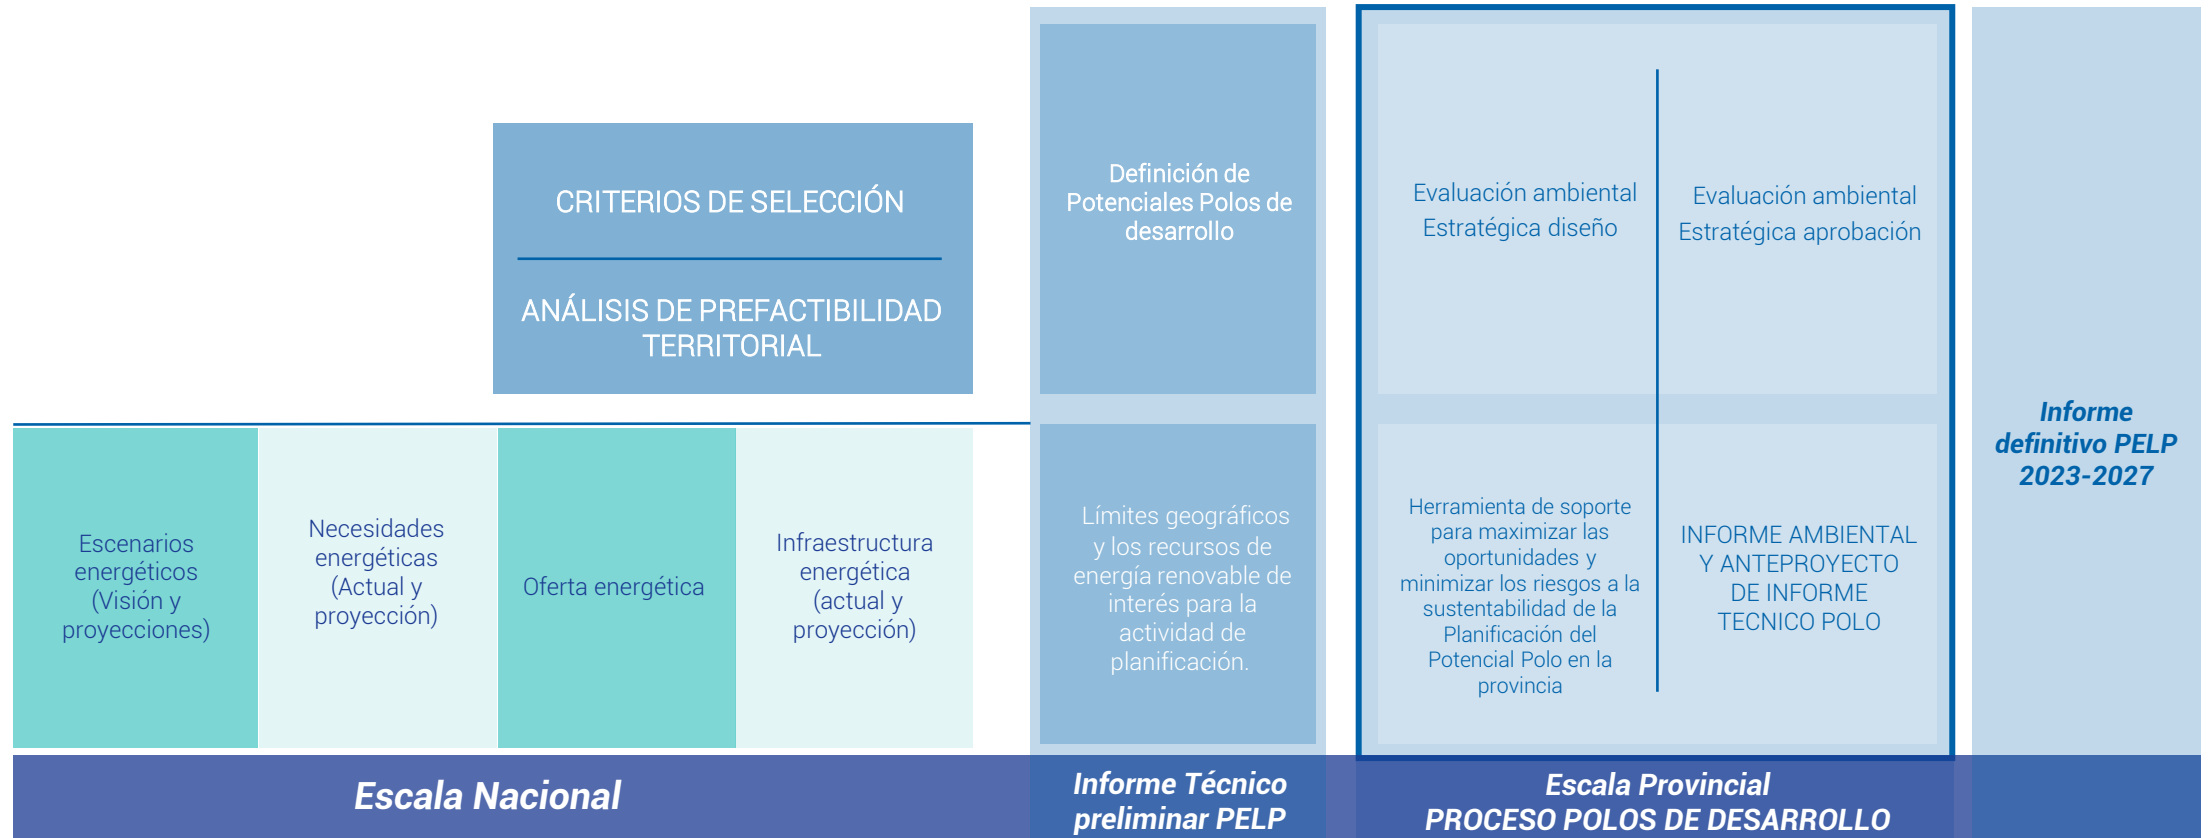 CRITERIOS DE SELECCIÓN
ANÁLISIS DE PREFACTIBILIDAD
TERRITORIAL
Escenarios
energéticos
(Visión y
proyecciones)
Necesidades
energéticas
(Actual y
proyección)
Oferta energética
Infraestructura
energética
(actual y
proyección)
Escala Nacional
Definición de
Potenciales Polos de
desarrollo
Límites geográficos
y los recursos de
energía renovable de
interés para la
actividad de
planificación.
Informe Técnico
preliminar PELP
Evaluación ambiental
Estratégica diseño
Evaluación ambiental
Estratégica aprobación
Herramienta de soporte
para maximizar las
oportunidades y
minimizar los riesgos a la
sustentabilidad de la
Planificación del
Potencial Polo en la
provincia
INFORME AMBIENTAL
Y ANTEPROYECTO
DE INFORME
TECNICO POLO
Escala Provincial
PROCESO POLOS DE DESARROLLO
Informe
definitivo PELP
2023-2027